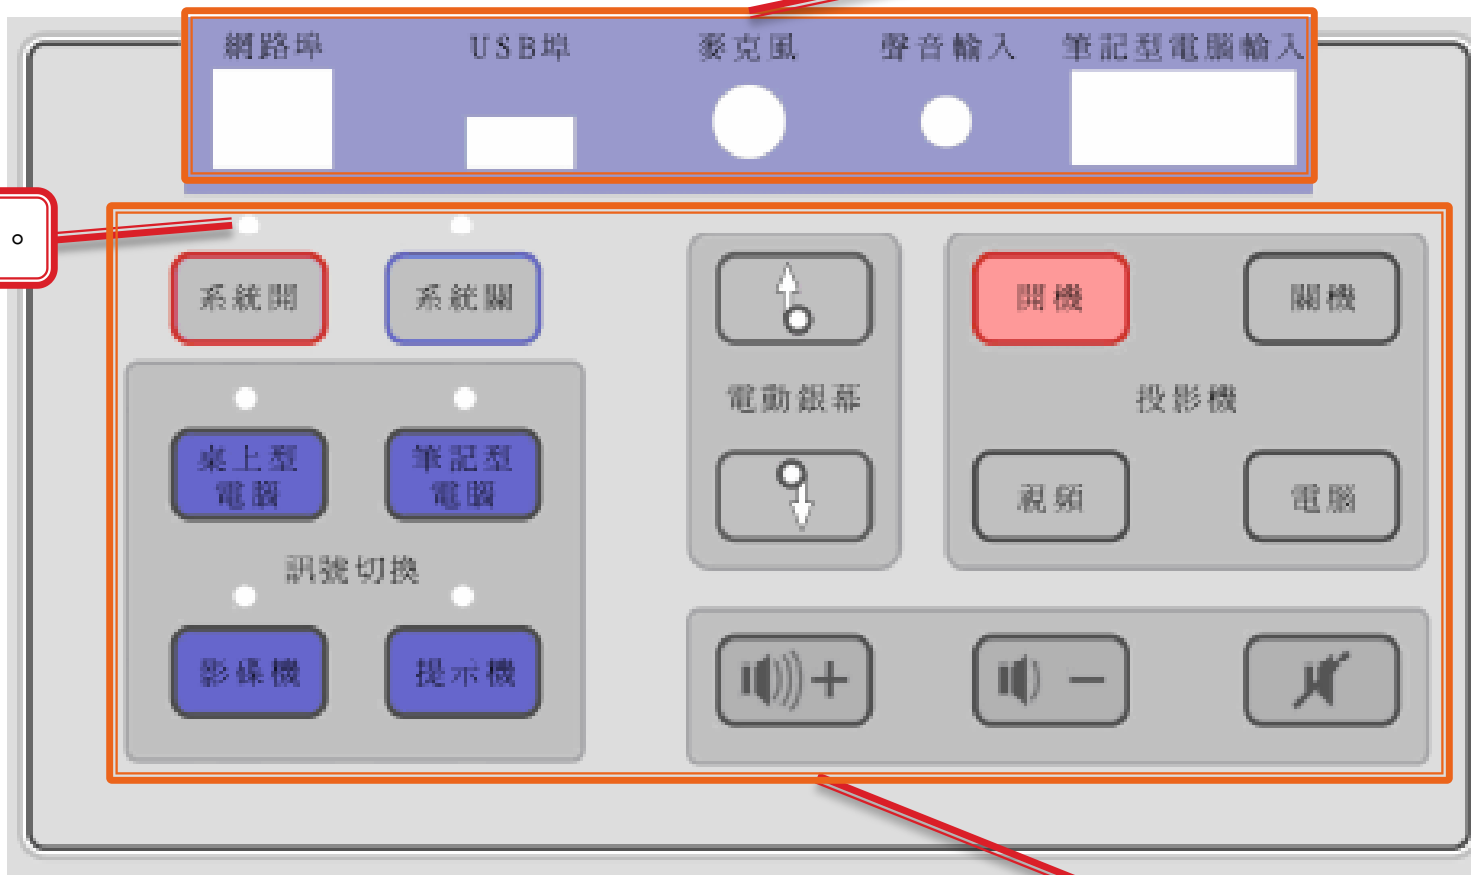 網路埠
USB埠
麥克風
聲音輸入
筆記型電腦輸入
。
系統開
系統關
開機
關機
電動銀幕
投影機
桌上型
電腦
筆記型
電腦
視頻
電腦
訊號切換
影碟機
提示機
+
−